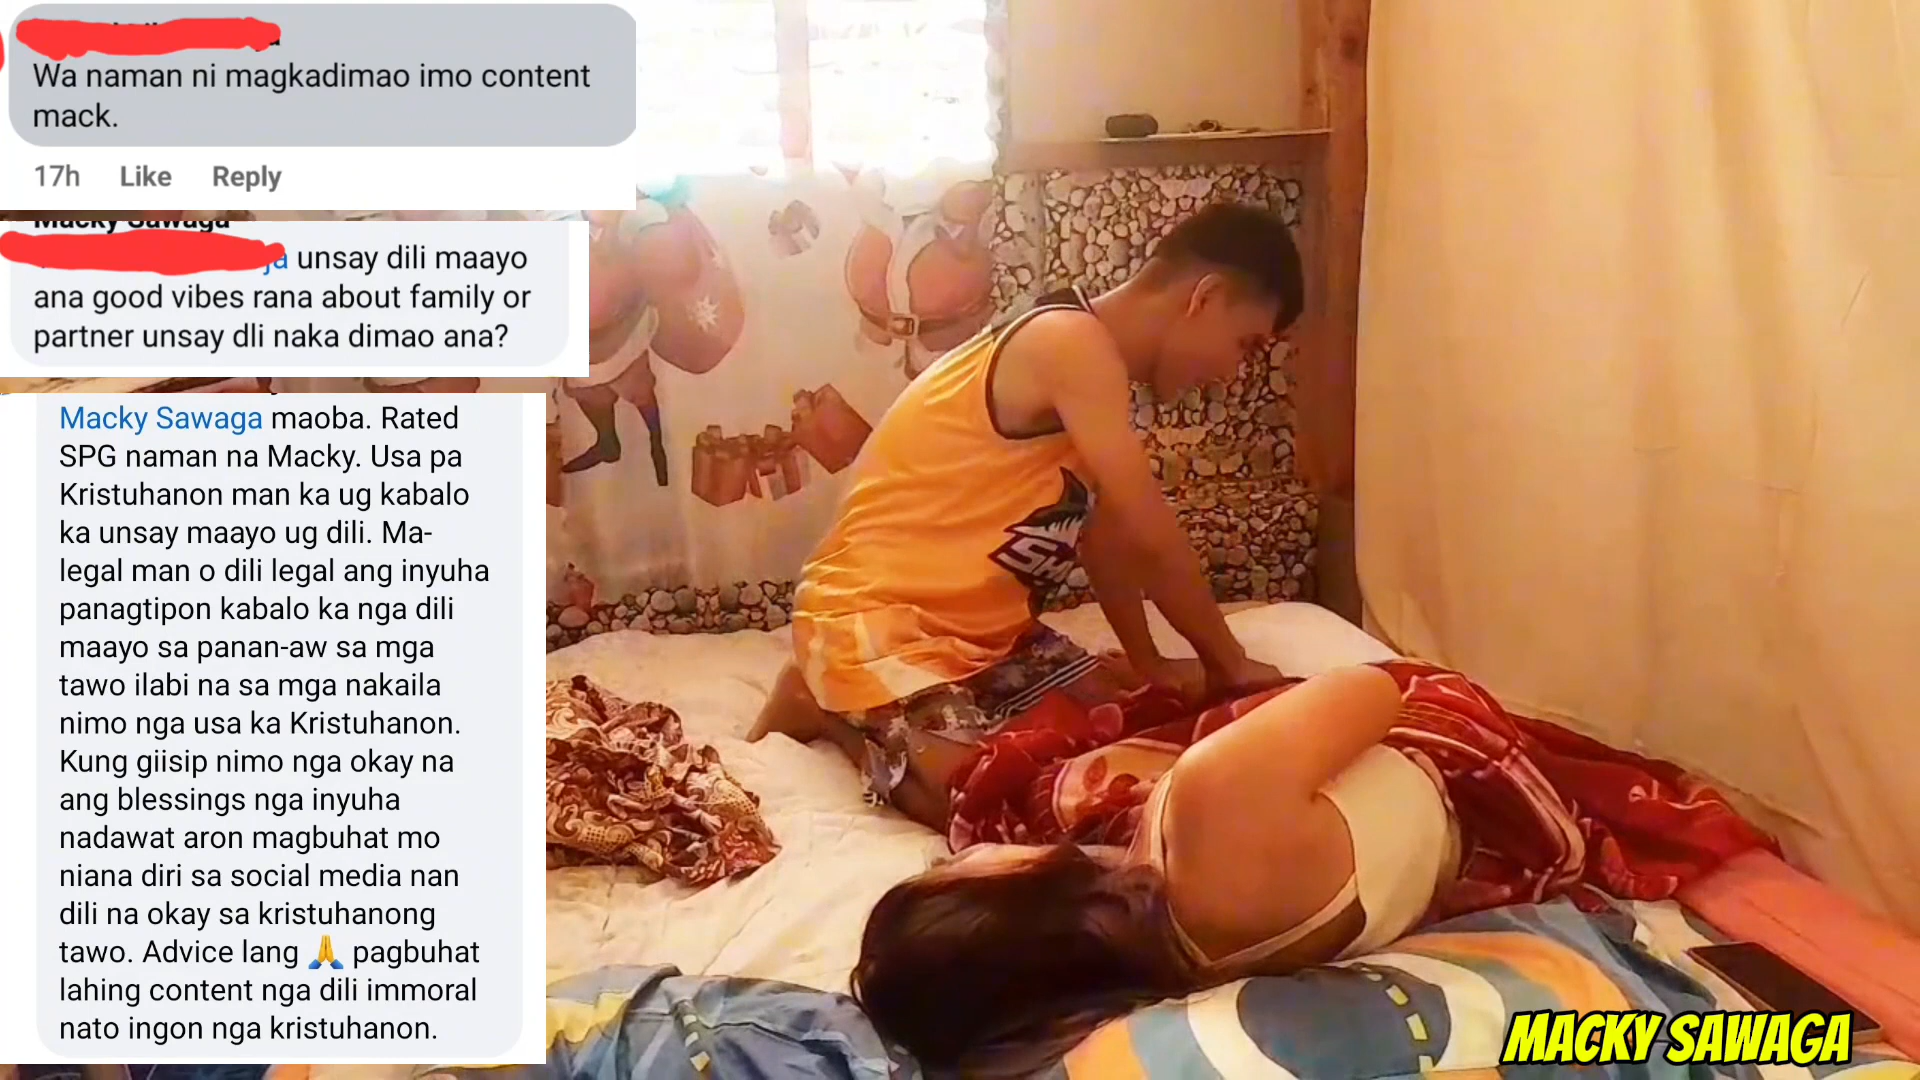 Wa naman ni magkadimao imo content
mack.
17h Like Reply
Macky Sawaga
unsay dili maayo
ana good vibes rana about family or
partner unsay dli naka dimao ana?
Macky Sawaga maoba. Rated
SPG naman na Macky. Usa pa
Kristuhanon man ka ug kabalo
ka unsay maayo ug dili. Ma-
legal man o dili legal ang inyuha
panagtipon kabalo ka nga dili
maayo sa panan-aw sa mga
tawo ilabi na sa mga nakaila
nimo nga usa ka Kristuhanon.
Kung giisip nimo nga okay na
ang blessings nga inyuha
nadawat aron magbuhat mo
niana diri sa social media nan
dili na okay sa kristuhanong
tawo. Advice lang 🙏 pagbuhat
lahing content nga dili immoral
nato ingon nga kristuhanon.
MACKY SAWAGA